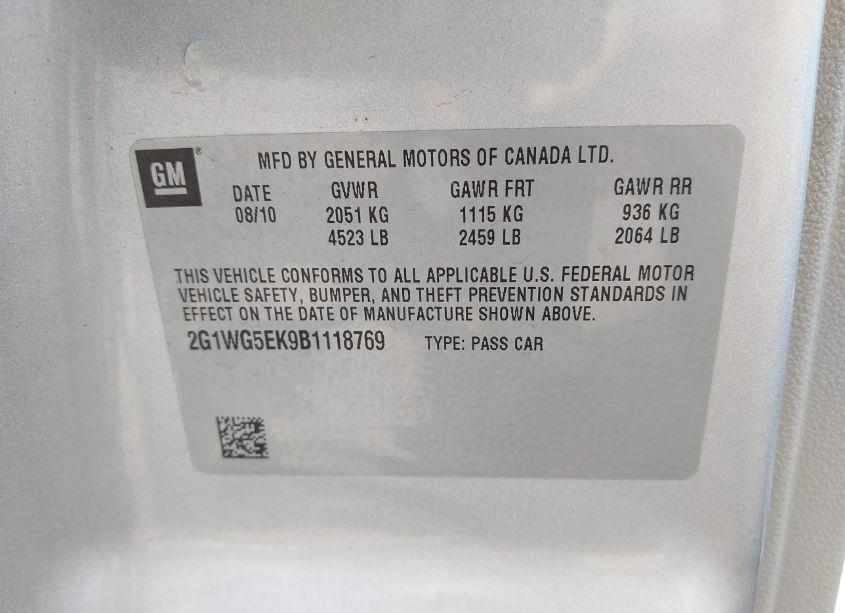 GM®
MFD BY GENERAL MOTORS OF CANADA LTD.
DATE GVWR GAWR FRT GAWR RR
08/10 2051 KG 1115 KG 936 KG
4523 LB 2459 LB 2064 LB
THIS VEHICLE CONFORMS TO ALL APPLICABLE U.S. FEDERAL MOTOR
VEHICLE SAFETY, BUMPER, AND THEFT PREVENTION STANDARDS IN
EFFECT ON THE DATE OF MANUFACTURE SHOWN ABOVE.
2G1WG5EK9B1118769 TYPE: PASS CAR